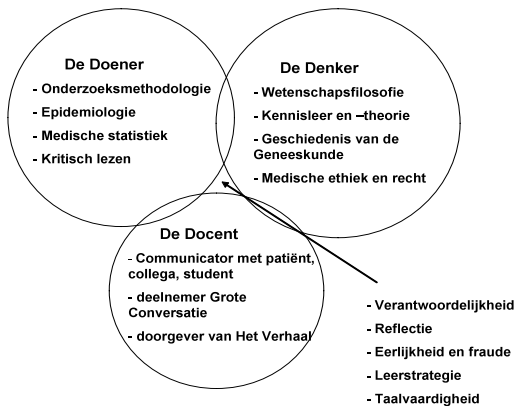 De Doener
- Onderzoeksmethodologie
- Epidemiologie
- Medische statistiek
- Kritisch lezen
De Denker
- Wetenschapsfilosofie
- Kennisleer en –theorie
- Geschiedenis van de
Geneeskunde
- Medische ethiek en recht
De Docent
- Communicator met patiënt,
collega, student
- deelnemer Grote
Conversatie
- doorgever van Het Verhaal
- Verantwoordelijkheid
- Reflectie
- Eerlijkheid en fraude
- Leerstrategie
- Taalvaardigheid